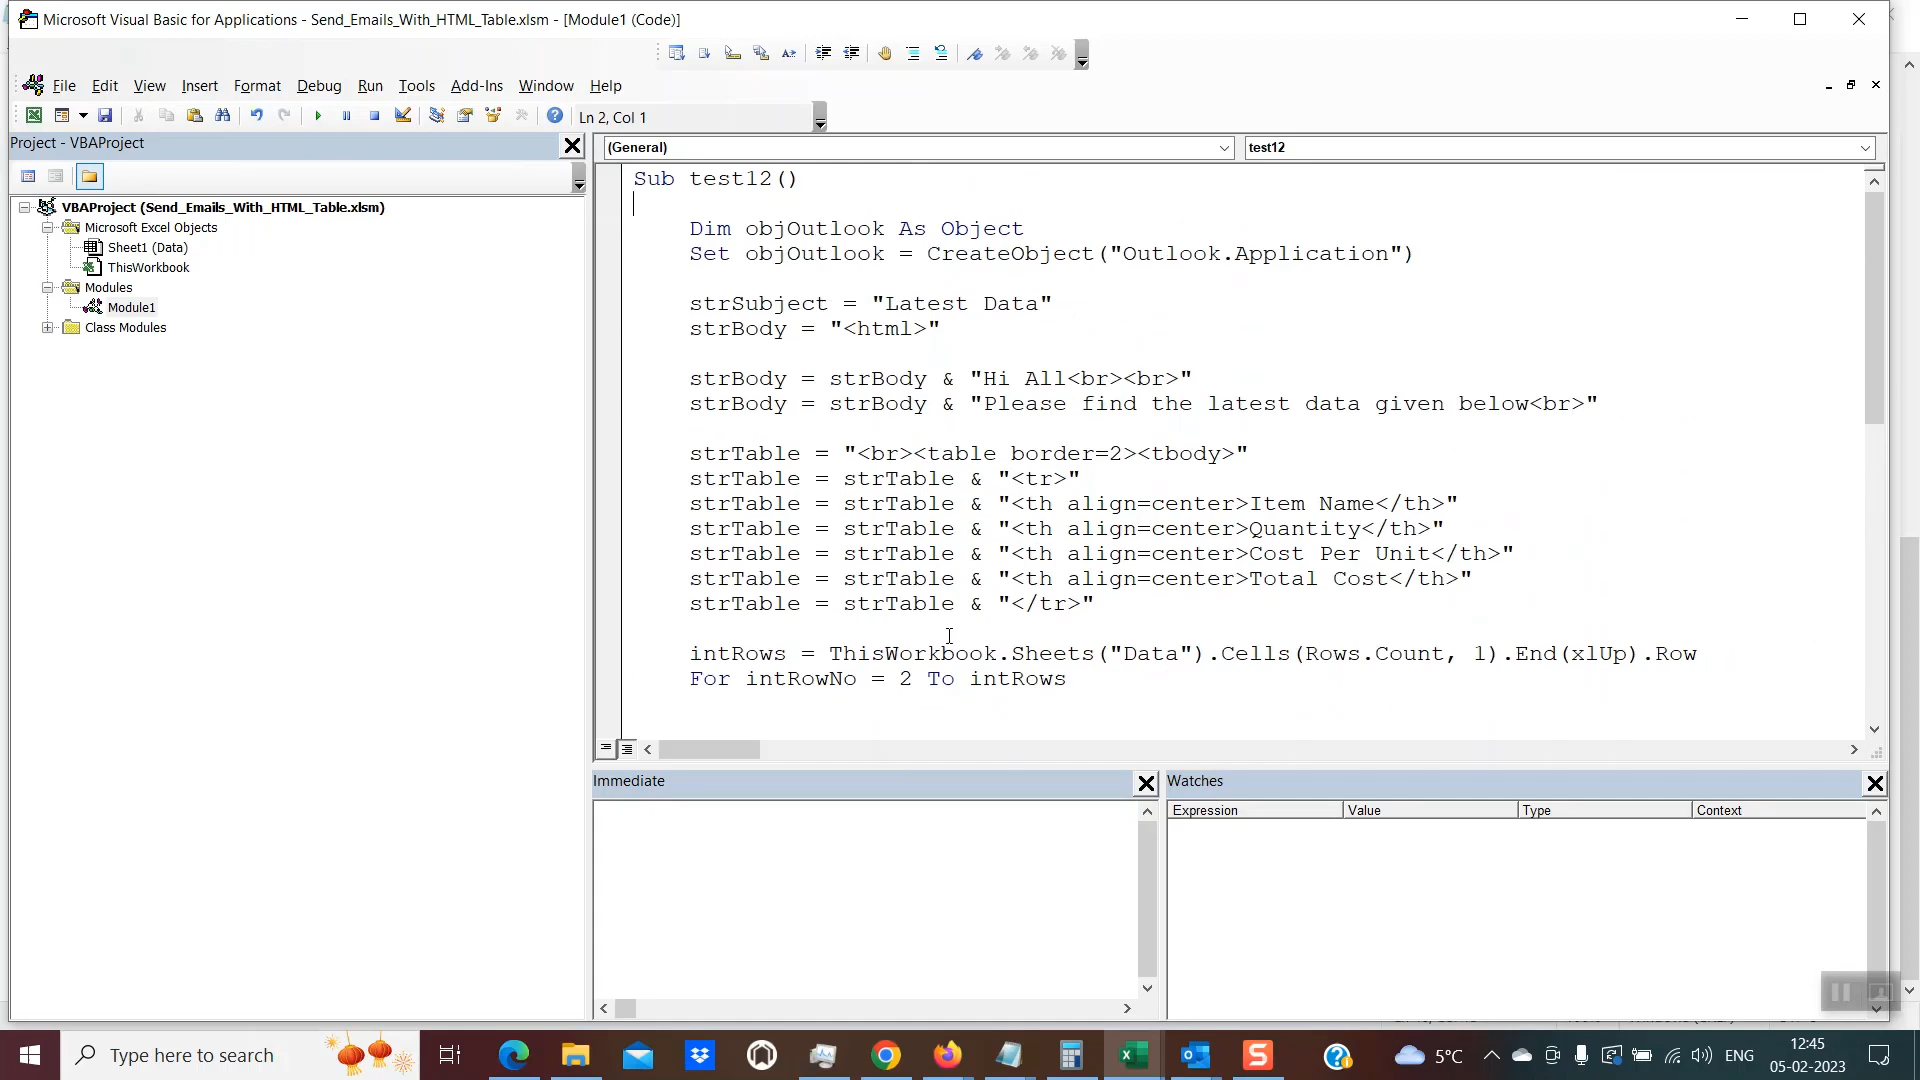 Microsoft Visual Basic for Applications - Send_Emails_With_HTML_Table.xlsm - [Module1 (Code)]
File Edit View Insert Format Debug Run Tools Add-Ins Window Help
Ln 2, Col 1
Project - VBAProject
(General)
test12
VBAProject (Send_Emails_With_HTML_Table.xlsm)
Microsoft Excel Objects
Sheet1 (Data)
ThisWorkbook
Modules
Module1
Class Modules
Sub test12()
Dim objOutlook As Object
Set objOutlook = CreateObject("Outlook.Application")
strSubject = "Latest Data"
strBody = "<html>"
strBody = strBody & "Hi All<br><br>"
strBody = strBody & "Please find the latest data given below<br>"
strTable = "<br><table border=2><tbody>"
strTable = strTable & "<tr>"
strTable = strTable & "<th align=center>Item Name</th>"
strTable = strTable & "<th align=center>Quantity</th>"
strTable = strTable & "<th align=center>Cost Per Unit</th>"
strTable = strTable & "<th align=center>Total Cost</th>"
strTable = strTable & "</tr>"
intRows = ThisWorkbook.Sheets("Data").Cells(Rows.Count, 1).End(xlUp).Row
For intRowNo = 2 To intRows
Immediate
Watches
Expression Value Type Context
Type here to search
5°C
ENG
12:45
05-02-2023